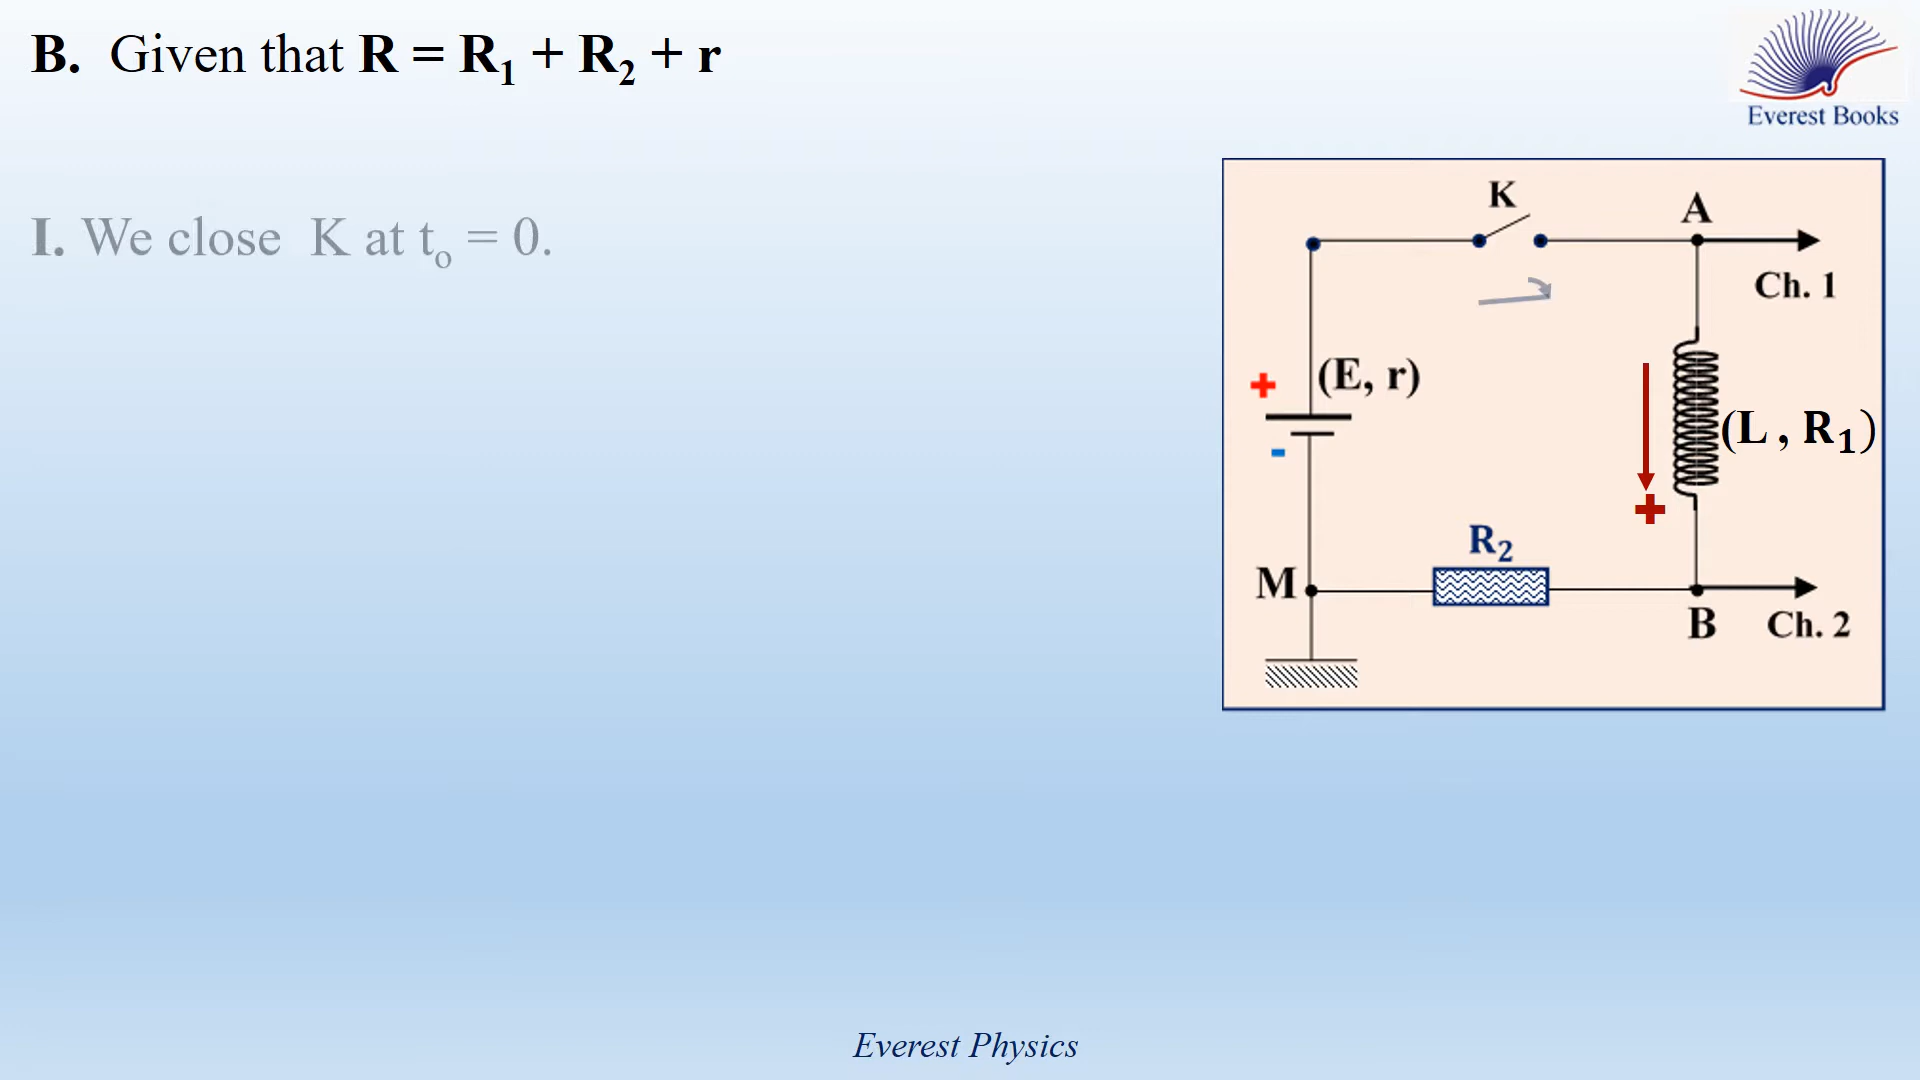 B. Given that R = R₁ + R₂ + r
Everest Books
I. We close K at tₒ = 0.
K
A
Ch. 1
+
(E, r)
-
(L , R₁)
+
R₂
M
B
Ch. 2
Everest Physics